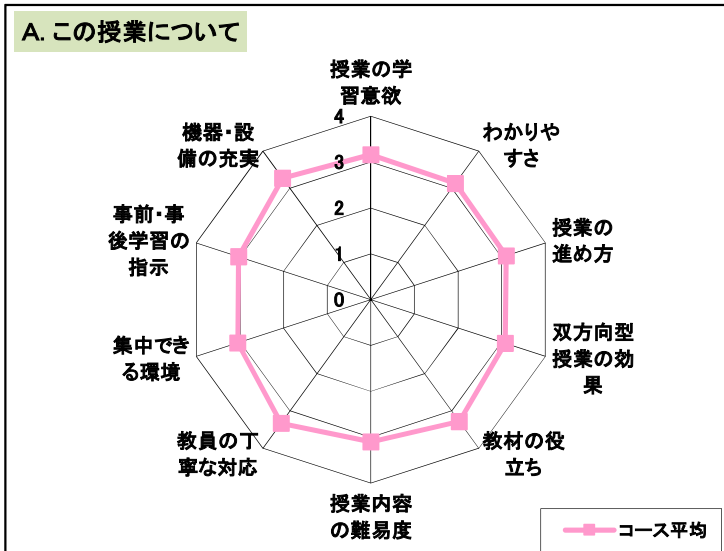 A. この授業について
授業の学
習意欲
わかりや
すさ
授業の
進め方
双方向型
授業の効
果
教材の役
立ち
授業内容
の難易度
教員の丁
寧な対応
集中でき
る環境
事前・事
後学習の
指示
機器・設
備の充実
4
3
2
1
0
コース平均